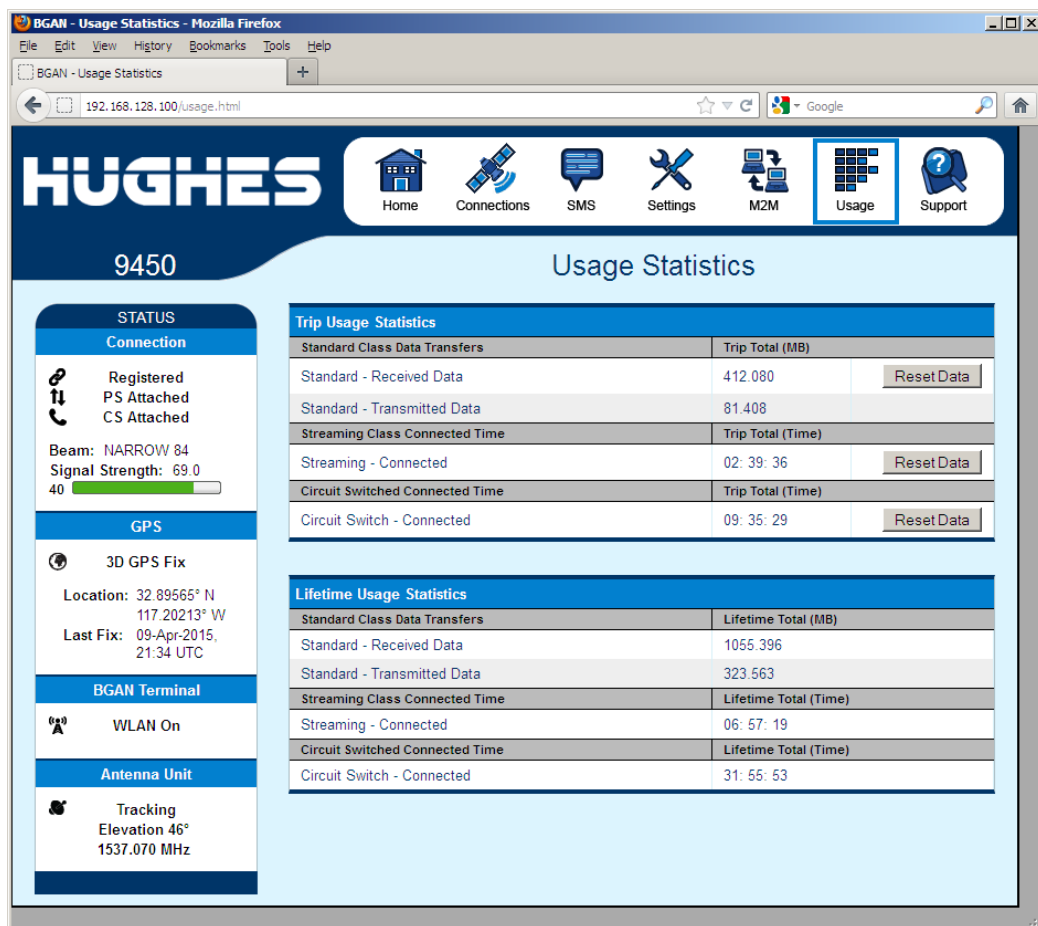 BGAN - Usage Statistics - Mozilla Firefox
File Edit View History Bookmarks Tools Help
BGAN - Usage Statistics
192.168.128.100/usage.html
Google
HUGHES
Home Connections SMS Settings M2M Usage Support
9450
Usage Statistics
STATUS
Connection
Registered
PS Attached
CS Attached
Beam: NARROW 84
Signal Strength: 69.0
40
GPS
3D GPS Fix
Location: 32.89565° N
117.20213° W
Last Fix: 09-Apr-2015,
21:34 UTC
BGAN Terminal
WLAN On
Antenna Unit
Tracking
Elevation 46°
1537.070 MHz
Trip Usage Statistics
Standard Class Data Transfers Trip Total (MB)
Standard - Received Data 412.080 Reset Data
Standard - Transmitted Data 81.408
Streaming Class Connected Time Trip Total (Time)
Streaming - Connected 02: 39: 36 Reset Data
Circuit Switched Connected Time Trip Total (Time)
Circuit Switch - Connected 09: 35: 29 Reset Data
Lifetime Usage Statistics
Standard Class Data Transfers Lifetime Total (MB)
Standard - Received Data 1055.396
Standard - Transmitted Data 323.563
Streaming Class Connected Time Lifetime Total (Time)
Streaming - Connected 06: 57: 19
Circuit Switched Connected Time Lifetime Total (Time)
Circuit Switch - Connected 31: 55: 53